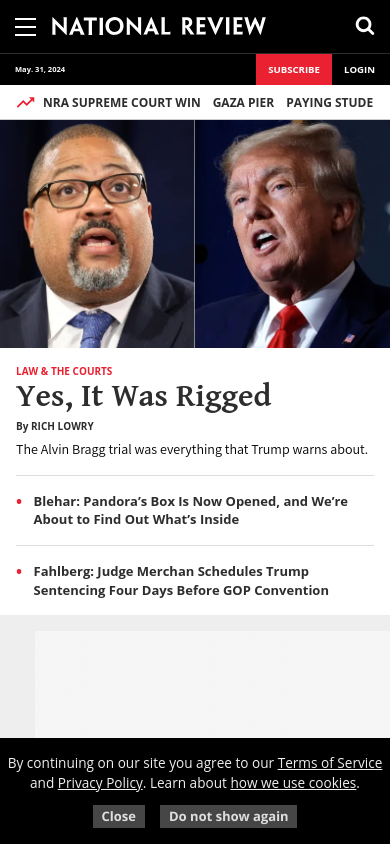 NATIONAL REVIEW
May. 31, 2024
SUBSCRIBE
LOGIN
NRA SUPREME COURT WIN GAZA PIER PAYING STUDE
LAW & THE COURTS
Yes, It Was Rigged
By RICH LOWRY
The Alvin Bragg trial was everything that Trump warns about.
Blehar: Pandora’s Box Is Now Opened, and We’re
About to Find Out What’s Inside
Fahlberg: Judge Merchan Schedules Trump
Sentencing Four Days Before GOP Convention
By continuing on our site you agree to our Terms of Service
and Privacy Policy. Learn about how we use cookies.
Close
Do not show again